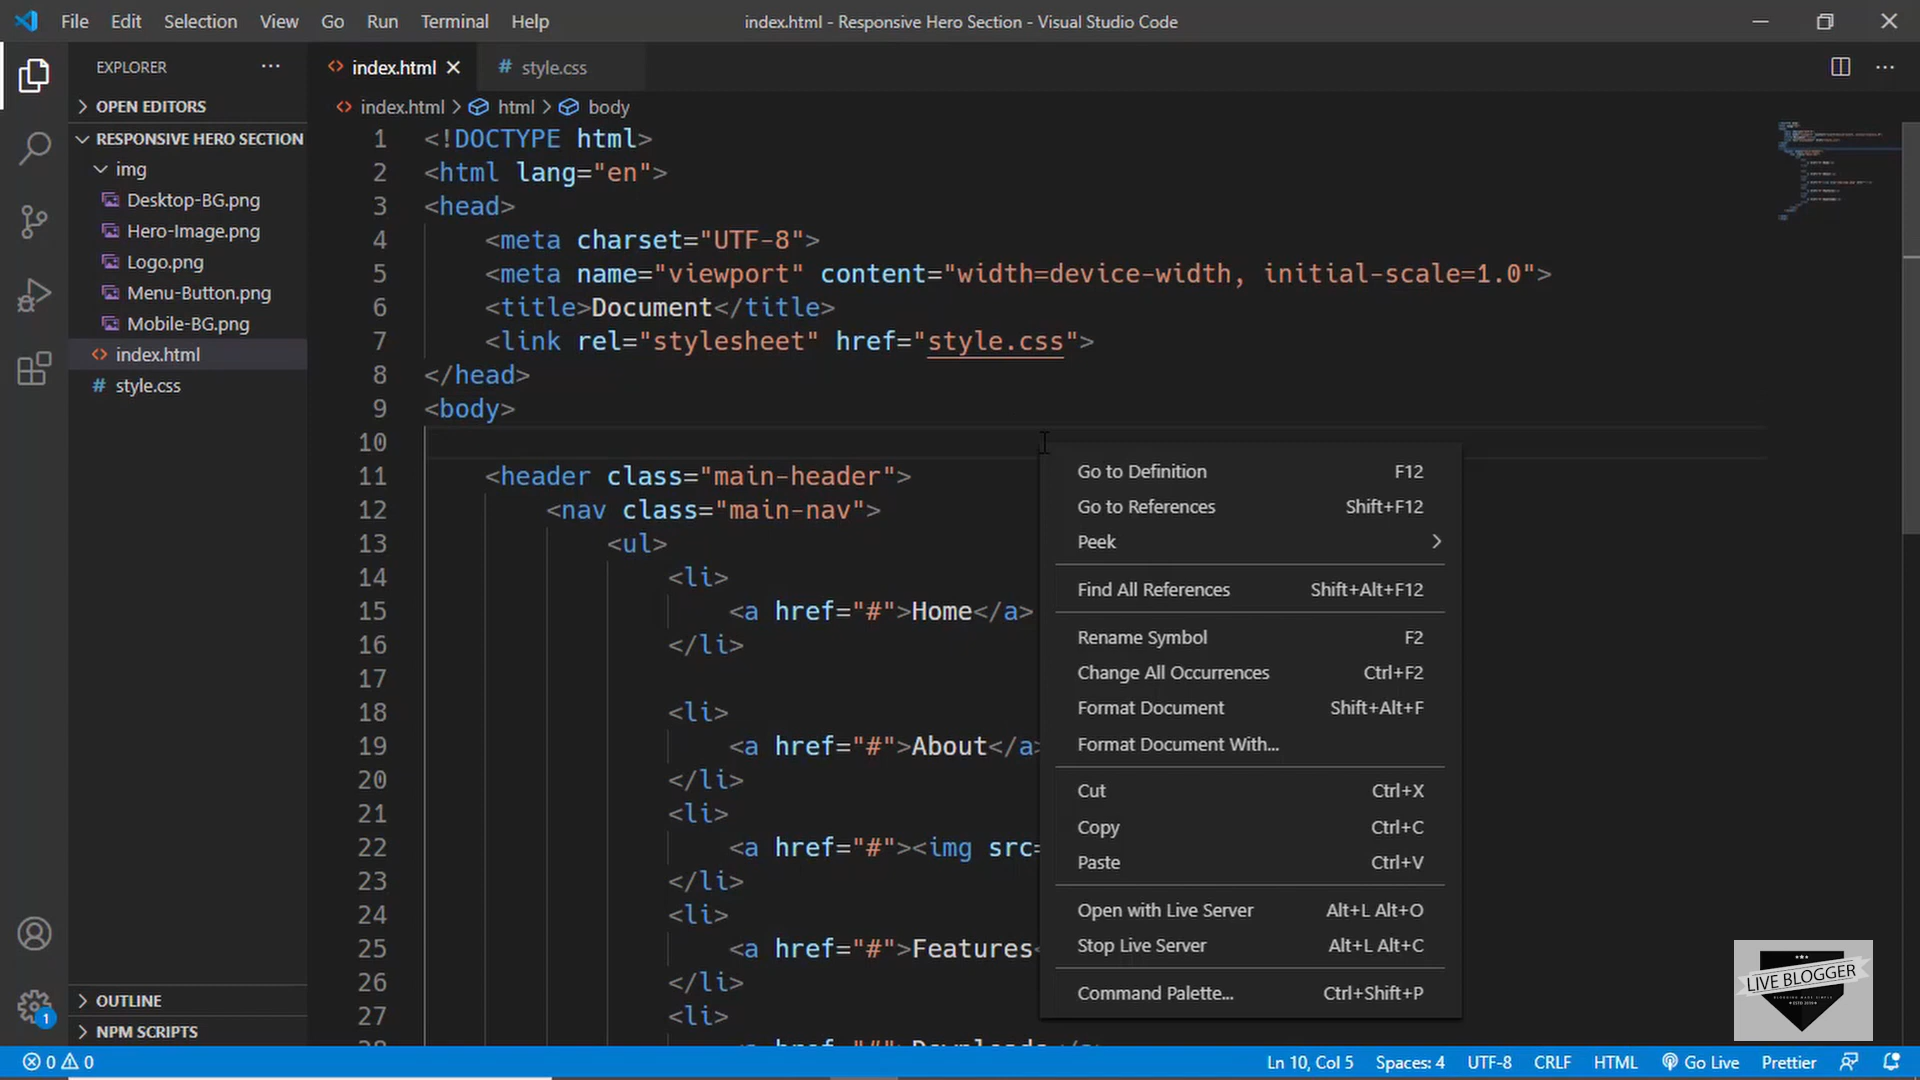 File Edit Selection View Go Run Terminal Help
index.html - Responsive Hero Section - Visual Studio Code
EXPLORER
OPEN EDITORS
RESPONSIVE HERO SECTION
img
Desktop-BG.png
Hero-Image.png
Logo.png
Menu-Button.png
Mobile-BG.png
index.html
style.css
OUTLINE
NPM SCRIPTS
index.html
style.css
index.html > html > body
1 <!DOCTYPE html>
2 <html lang="en">
3 <head>
4 <meta charset="UTF-8">
5 <meta name="viewport" content="width=device-width, initial-scale=1.0">
6 <title>Document</title>
7 <link rel="stylesheet" href="style.css">
8 </head>
9 <body>
10
11 <header class="main-header">
12 <nav class="main-nav">
13 <ul>
14 <li>
15 <a href="#">Home</a>
16 </li>
17
18 <li>
19 <a href="#">About</a>
20 </li>
21 <li>
22 <a href="#"><img src=
23 </li>
24 <li>
25 <a href="#">Features<
26 </li>
27 <li>
Go to Definition F12
Go to References Shift+F12
Peek
Find All References Shift+Alt+F12
Rename Symbol F2
Change All Occurrences Ctrl+F2
Format Document Shift+Alt+F
Format Document With...
Cut Ctrl+X
Copy Ctrl+C
Paste Ctrl+V
Open with Live Server Alt+L Alt+O
Stop Live Server Alt+L Alt+C
Command Palette... Ctrl+Shift+P
LIVE BLOGGER
1
0 0
Ln 10, Col 5 Spaces: 4 UTF-8 CRLF HTML Go Live Prettier